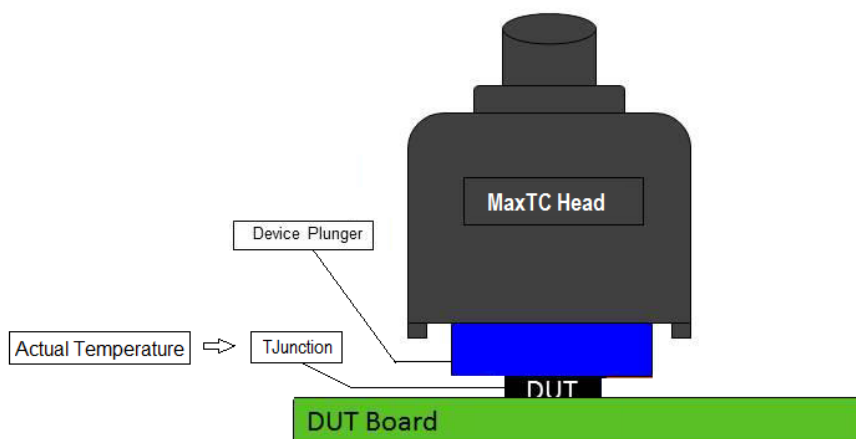 MaxTC Head
Device Plunger
Actual Temperature
TJunction
DUT
DUT Board